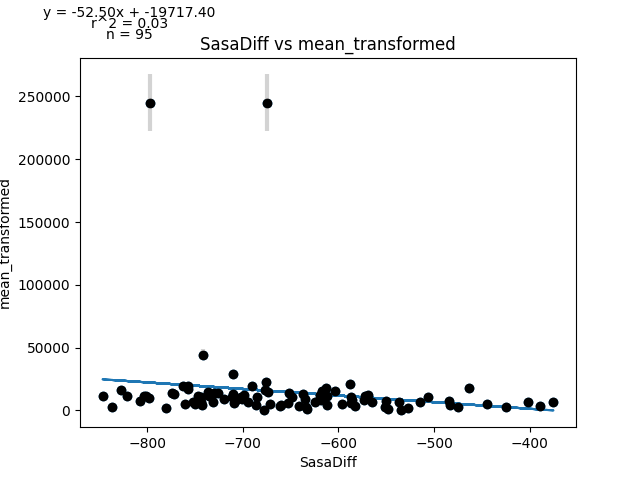 y = -52.50x + -19717.40
r^2 = 0.03
n = 95
SasaDiff vs mean_transformed
250000
200000
150000
100000
50000
0
mean_transformed
−800 −700 −600 −500 −400
SasaDiff